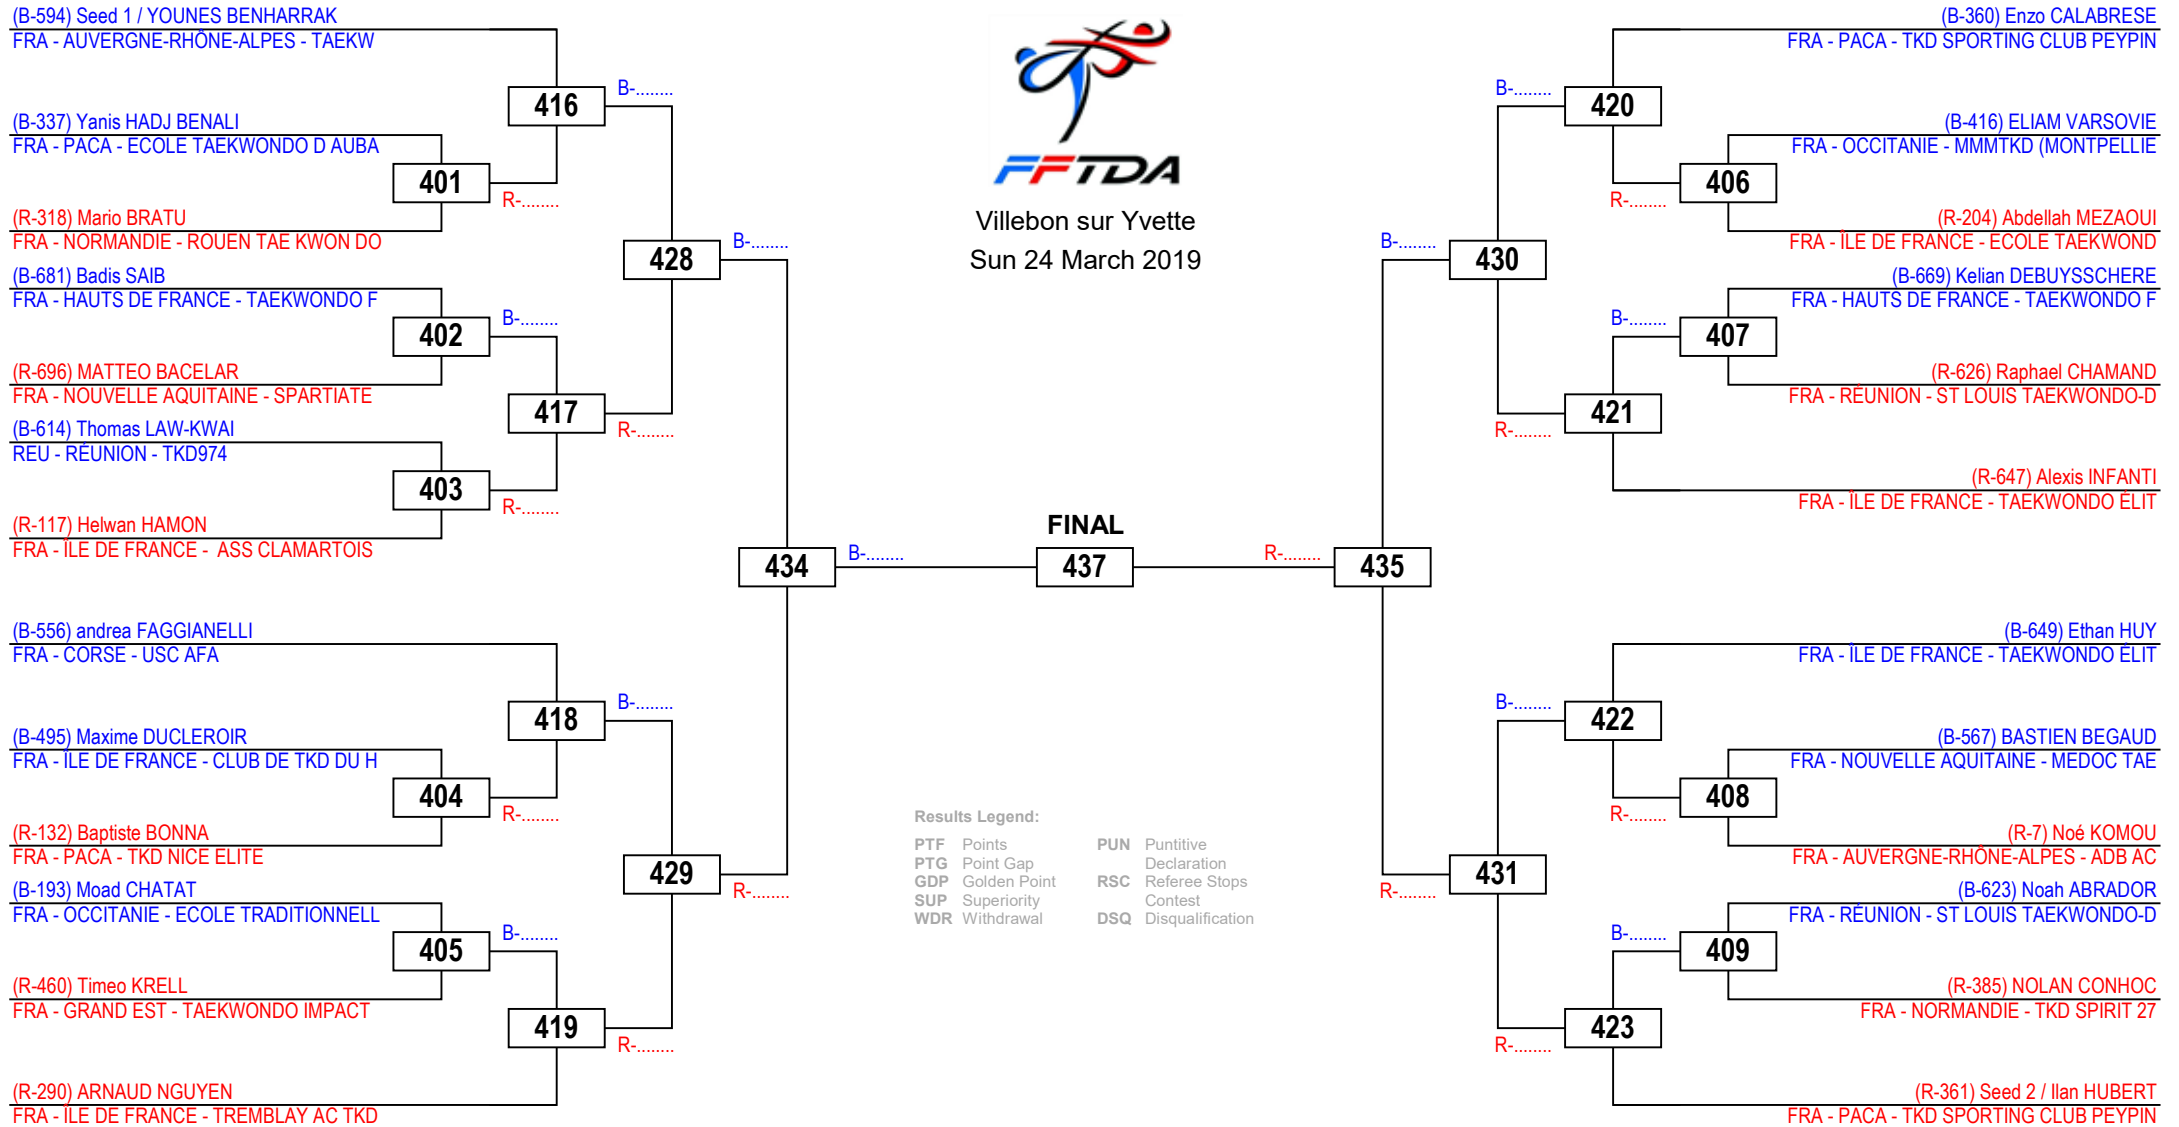 (B-594) Seed 1 / YOUNES BENHARRAK
FRA - AUVERGNE-RHÔNE-ALPES - TAEKW
416
B-........
(B-337) Yanis HADJ BENALI
FRA - PACA - ECOLE TAEKWONDO D AUBA
401
R-........
(R-318) Mario BRATU
FRA - NORMANDIE - ROUEN TAE KWON DO
428
B-........
(B-681) Badis SAIB
FRA - HAUTS DE FRANCE - TAEKWONDO F
402
B-........
(R-696) MATTEO BACELAR
FRA - NOUVELLE AQUITAINE - SPARTIATE
417
R-........
(B-614) Thomas LAW-KWAI
REU - RÉUNION - TKD974
403
R-........
(R-117) Helwan HAMON
FRA - ÎLE DE FRANCE - ASS CLAMARTOIS
434
B-........
(B-556) andrea FAGGIANELLI
FRA - CORSE - USC AFA
418
B-........
(B-495) Maxime DUCLEROIR
FRA - ÎLE DE FRANCE - CLUB DE TKD DU H
404
R-........
(R-132) Baptiste BONNA
FRA - PACA - TKD NICE ELITE
429
R-........
(B-193) Moad CHATAT
FRA - OCCITANIE - ECOLE TRADITIONNELL
405
B-........
(R-460) Timeo KRELL
FRA - GRAND EST - TAEKWONDO IMPACT
419
R-........
(R-290) ARNAUD NGUYEN
FRA - ÎLE DE FRANCE - TREMBLAY AC TKD
FFTDA
Villebon sur Yvette
Sun 24 March 2019
FINAL
437
Results Legend:
PTF Points
PTG Point Gap
GDP Golden Point
SUP Superiority
WDR Withdrawal
PUN Puntitive
Declaration
RSC Referee Stops
Contest
DSQ Disqualification
(B-360) Enzo CALABRESE
FRA - PACA - TKD SPORTING CLUB PEYPIN
B-........
420
(B-416) ELIAM VARSOVIE
FRA - OCCITANIE - MMMTKD (MONTPELLIE
406
R-........
(R-204) Abdellah MEZAOUI
FRA - ÎLE DE FRANCE - ECOLE TAEKWOND
B-........
430
(B-669) Kelian DEBUYSSCHERE
FRA - HAUTS DE FRANCE - TAEKWONDO F
B-........
407
(R-626) Raphael CHAMAND
FRA - RÉUNION - ST LOUIS TAEKWONDO-D
421
R-........
(R-647) Alexis INFANTI
FRA - ÎLE DE FRANCE - TAEKWONDO ÉLIT
R-........
435
(B-649) Ethan HUY
FRA - ÎLE DE FRANCE - TAEKWONDO ÉLIT
B-........
422
(B-567) BASTIEN BEGAUD
FRA - NOUVELLE AQUITAINE - MEDOC TAE
408
R-........
(R-7) Noé KOMOU
FRA - AUVERGNE-RHÔNE-ALPES - ADB AC
431
R-........
(B-623) Noah ABRADOR
FRA - RÉUNION - ST LOUIS TAEKWONDO-D
B-........
409
(R-385) NOLAN CONHOC
FRA - NORMANDIE - TKD SPIRIT 27
423
R-........
(R-361) Seed 2 / Ilan HUBERT
FRA - PACA - TKD SPORTING CLUB PEYPIN